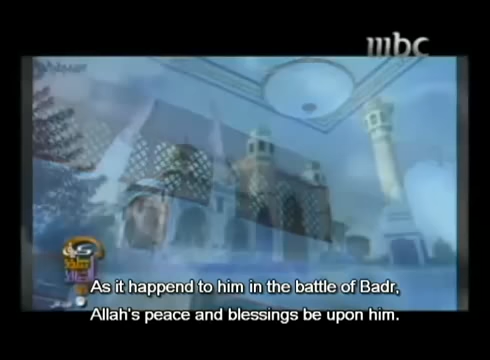 mbc
As it happend to him in the battle of Badr,
Allah's peace and blessings be upon him.